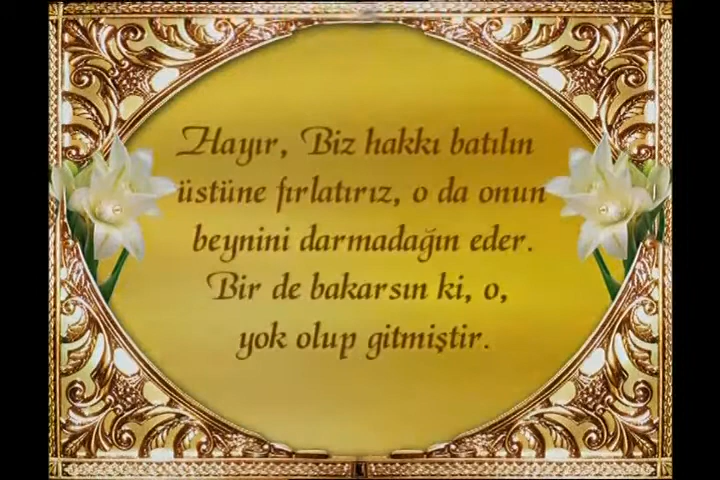 Hayır, Biz hakkı batılın
üstüne fırlatırız, o da onun
beynini darmadağın eder.
Bir de bakarsın ki, o,
yok olup gitmiştir.